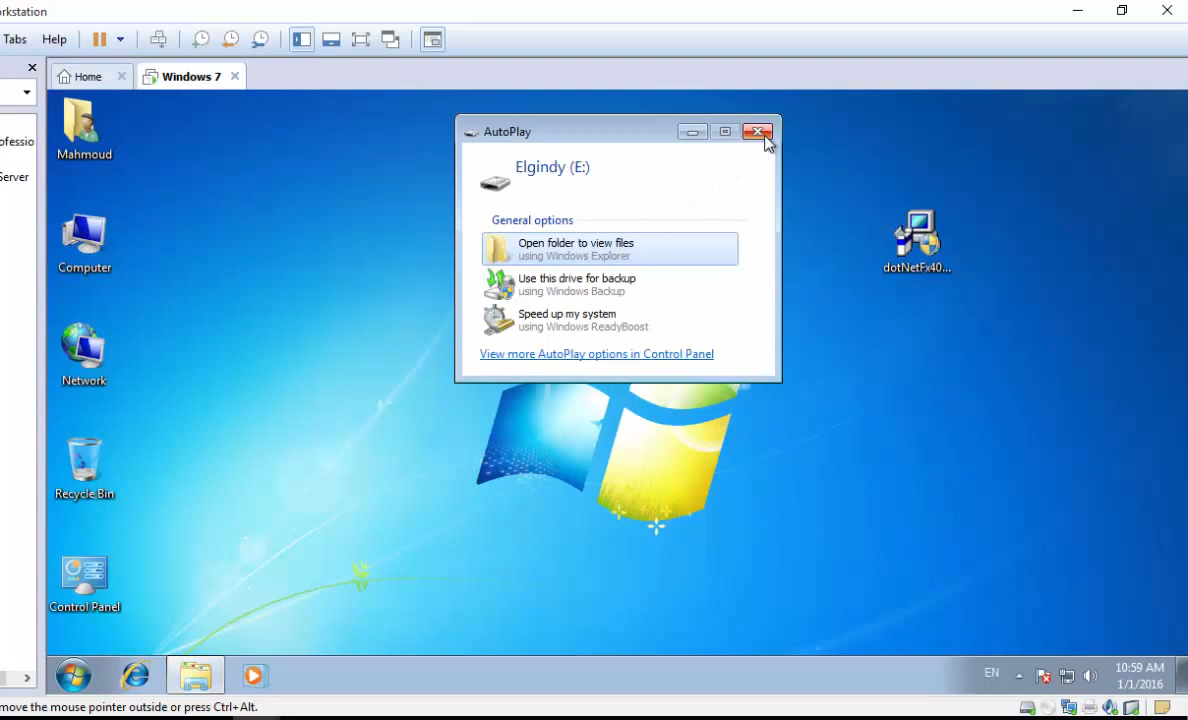 rkstation
Tabs Help
Home
Windows 7
ofessio
Server
Mahmoud
Computer
Network
Recycle Bin
Control Panel
AutoPlay
Elgindy (E:)
General options
Open folder to view files
using Windows Explorer
Use this drive for backup
using Windows Backup
Speed up my system
using Windows ReadyBoost
View more AutoPlay options in Control Panel
dotNetFx40...
EN
10:59 AM
1/1/2016
move the mouse pointer outside or press Ctrl+Alt.